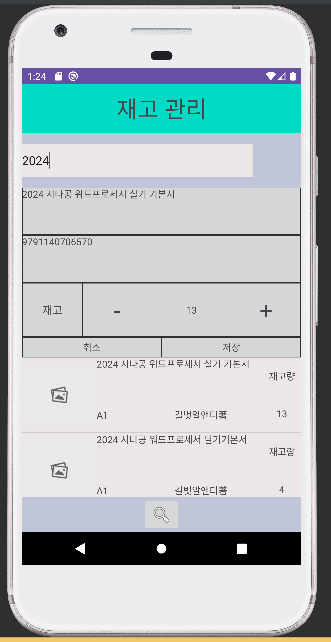 1:24
재고 관리
2024
2024 시나공 워드프로세서 실기 기본서
9791140706570
재고 - 13 +
취소 저장
2024 시나공 워드프로세서 실기 기본서
재고량
A1 길벗알앤디著 13
2024 시나공 워드프로세서 필기기본서
재고량
A1 길벗알앤디著 4